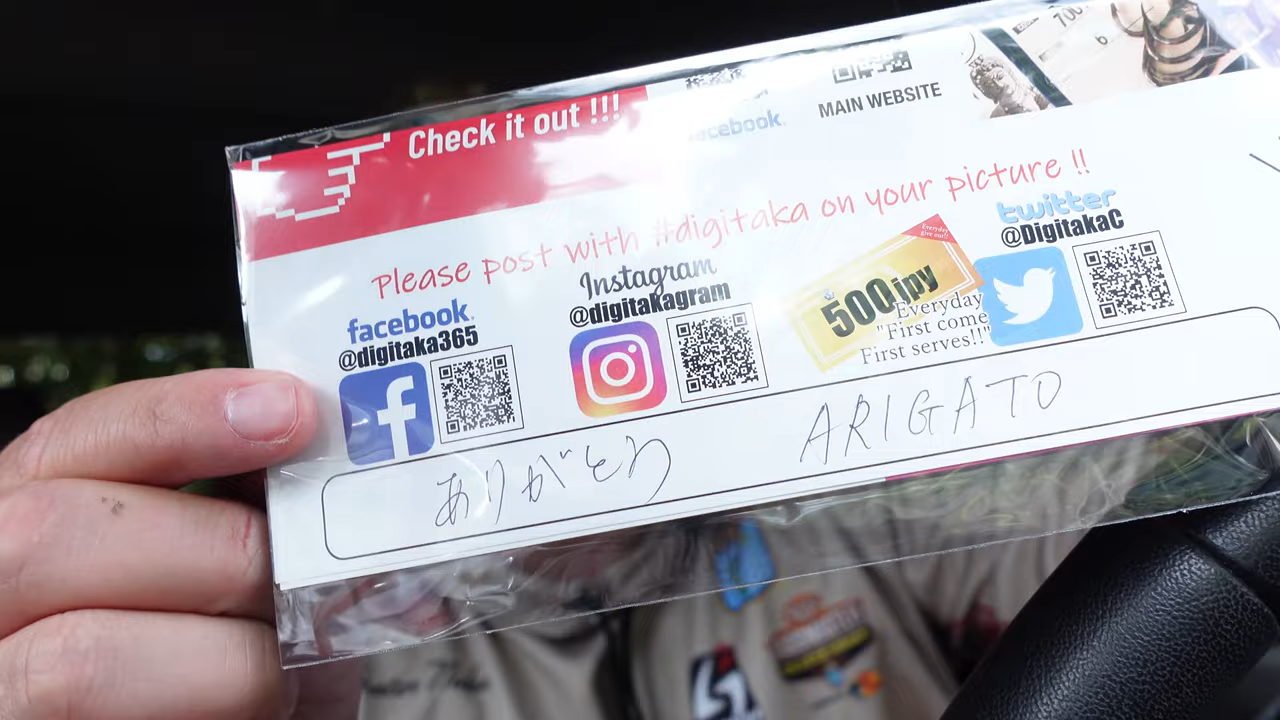 Check it out !!!
facebook.
MAIN WEBSITE
Please post with #digitaka on your picture !!
facebook.
@digitaka365
Instagram
@digitakagram
500jpy
Everyday
give out!!
Everyday
"First come
First serves!!"
twitter
@DigitakaC
ありがとう
ARIGATO